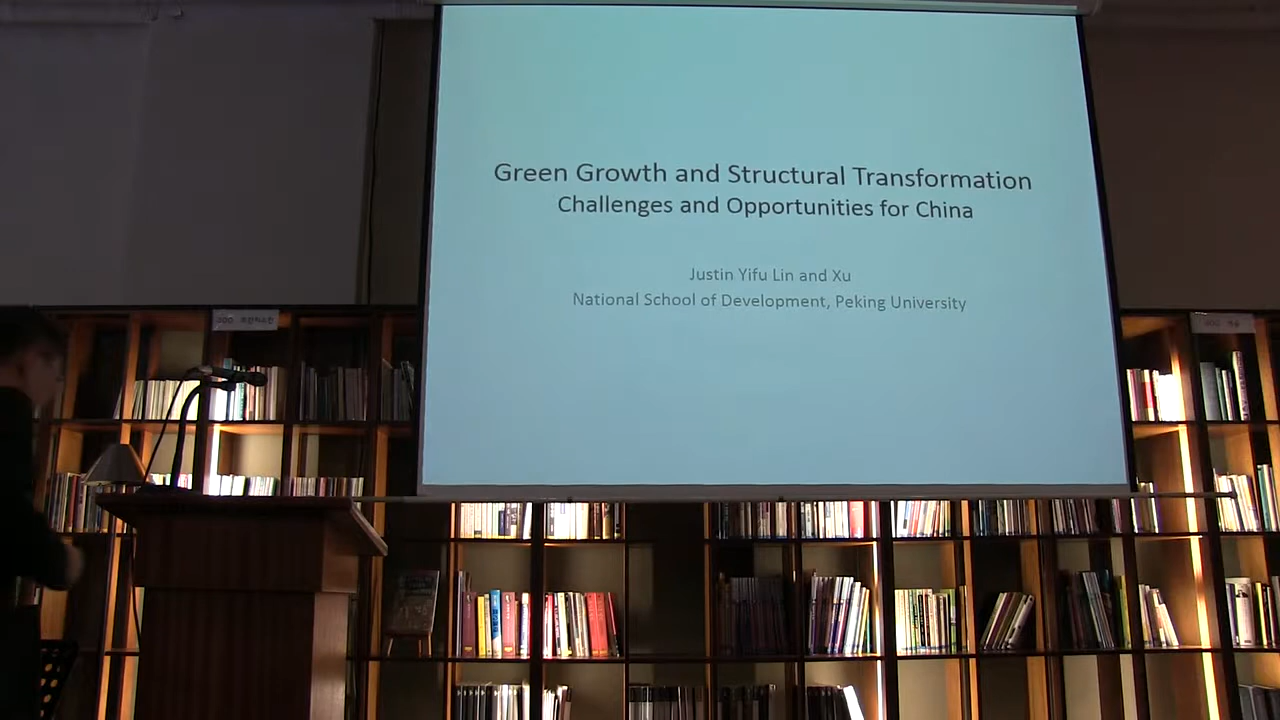 Green Growth and Structural Transformation
Challenges and Opportunities for China
Justin Yifu Lin and Xu
National School of Development, Peking University